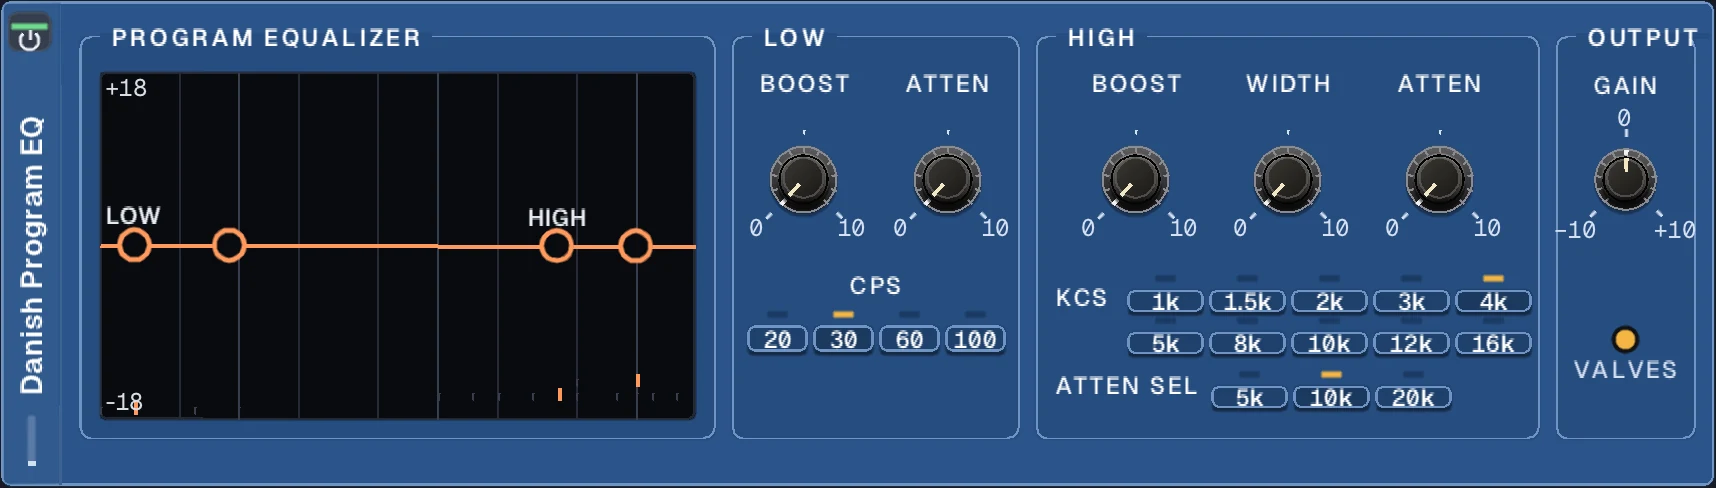 Danish Program EQ
PROGRAM EQUALIZER
+18
LOW
HIGH
-18
LOW
BOOST ATTEN
0 10 0 10
CPS
20 30 60 100
HIGH
BOOST WIDTH ATTEN
0 10 0 10 0 10
KCS 1k 1.5k 2k 3k 4k
5k 8k 10k 12k 16k
ATTEN SEL 5k 10k 20k
OUTPUT
GAIN
0
-10 +10
VALVES